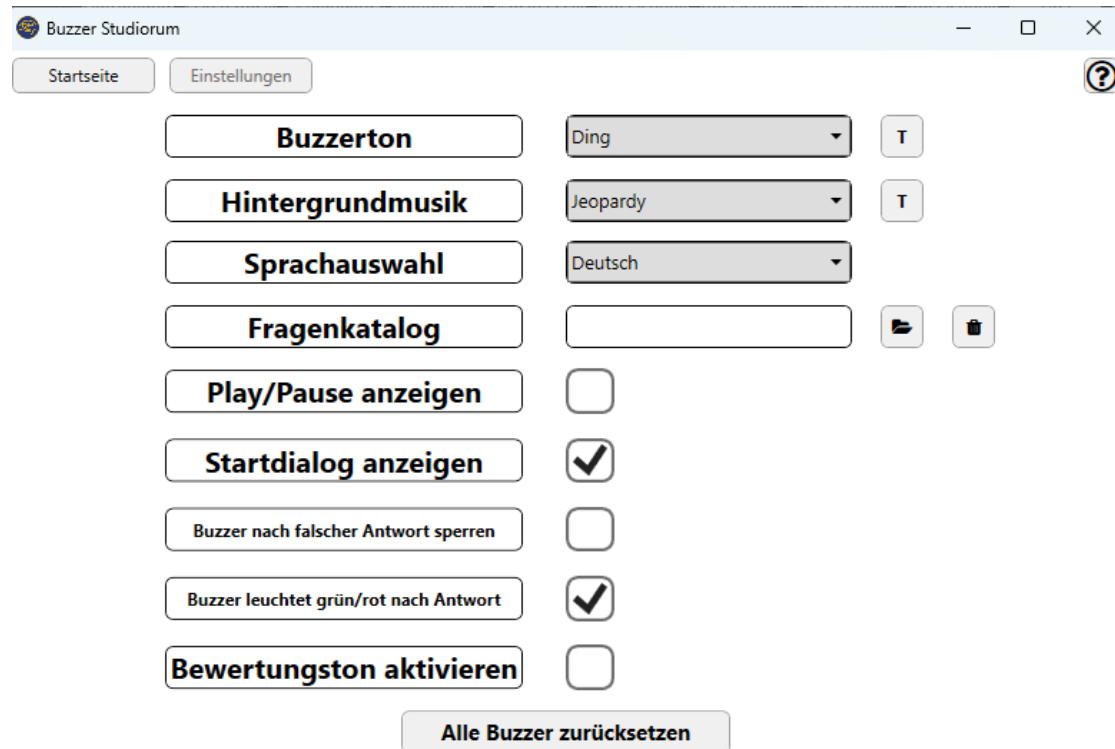 Buzzer Studiorum
Startseite Einstellungen ?
Buzzerton Ding T
Hintergrundmusik Jeopardy T
Sprachauswahl Deutsch
Fragenkatalog
Play/Pause anzeigen
Startdialog anzeigen
Buzzer nach falscher Antwort sperren
Buzzer leuchtet grün/rot nach Antwort
Bewertungston aktivieren
Alle Buzzer zurücksetzen